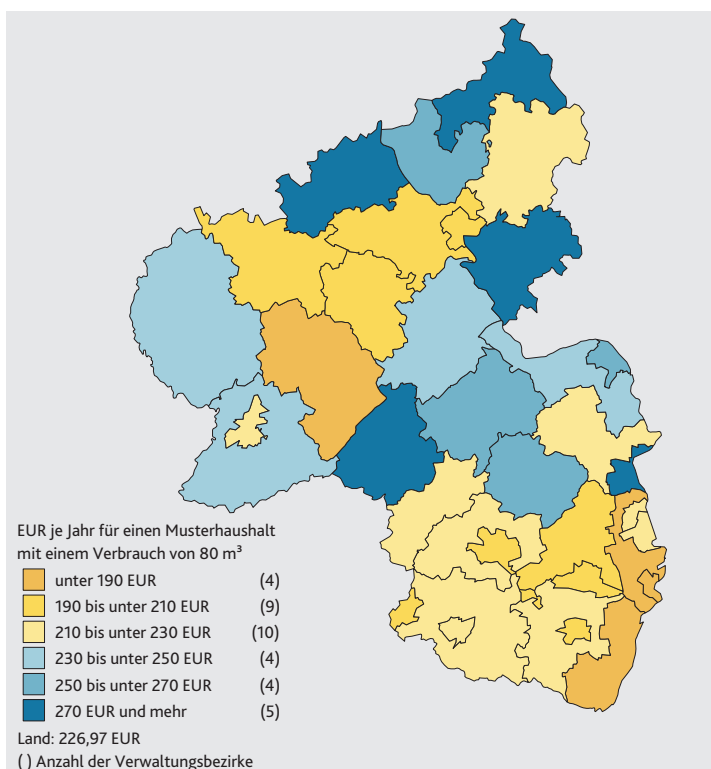 EUR je Jahr für einen Musterhaushalt
mit einem Verbrauch von 80 m³
unter 190 EUR (4)
190 bis unter 210 EUR (9)
210 bis unter 230 EUR (10)
230 bis unter 250 EUR (4)
250 bis unter 270 EUR (4)
270 EUR und mehr (5)
Land: 226,97 EUR
( ) Anzahl der Verwaltungsbezirke